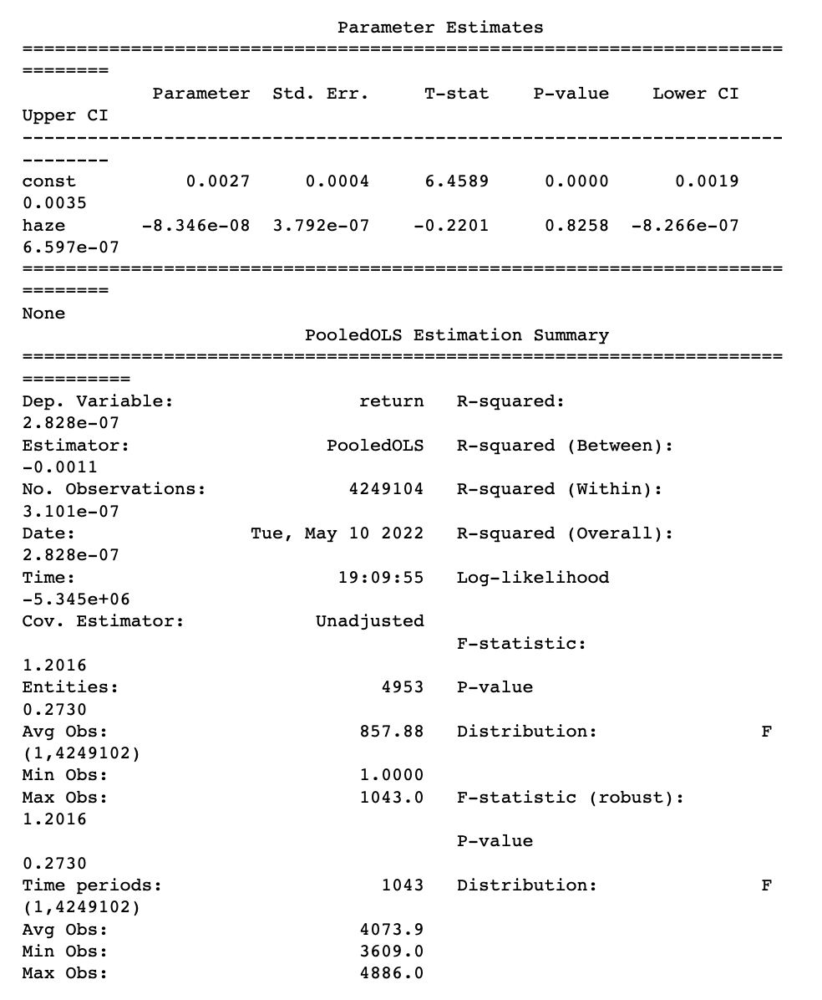 Parameter Estimates
======================================================================
========
Parameter Std. Err. T-stat P-value Lower CI
Upper CI
----------------------------------------------------------------------
--------
const 0.0027 0.0004 6.4589 0.0000 0.0019
0.0035
haze -8.346e-08 3.792e-07 -0.2201 0.8258 -8.266e-07
6.597e-07
======================================================================
========
None
PooledOLS Estimation Summary
======================================================================
==========
Dep. Variable: return R-squared:
2.828e-07
Estimator: PooledOLS R-squared (Between):
-0.0011
No. Observations: 4249104 R-squared (Within):
3.101e-07
Date: Tue, May 10 2022 R-squared (Overall):
2.828e-07
Time: 19:09:55 Log-likelihood
-5.345e+06
Cov. Estimator: Unadjusted
F-statistic:
1.2016
Entities: 4953 P-value
0.2730
Avg Obs: 857.88 Distribution: F
(1,4249102)
Min Obs: 1.0000
Max Obs: 1043.0 F-statistic (robust):
1.2016
P-value
0.2730
Time periods: 1043 Distribution: F
(1,4249102)
Avg Obs: 4073.9
Min Obs: 3609.0
Max Obs: 4886.0